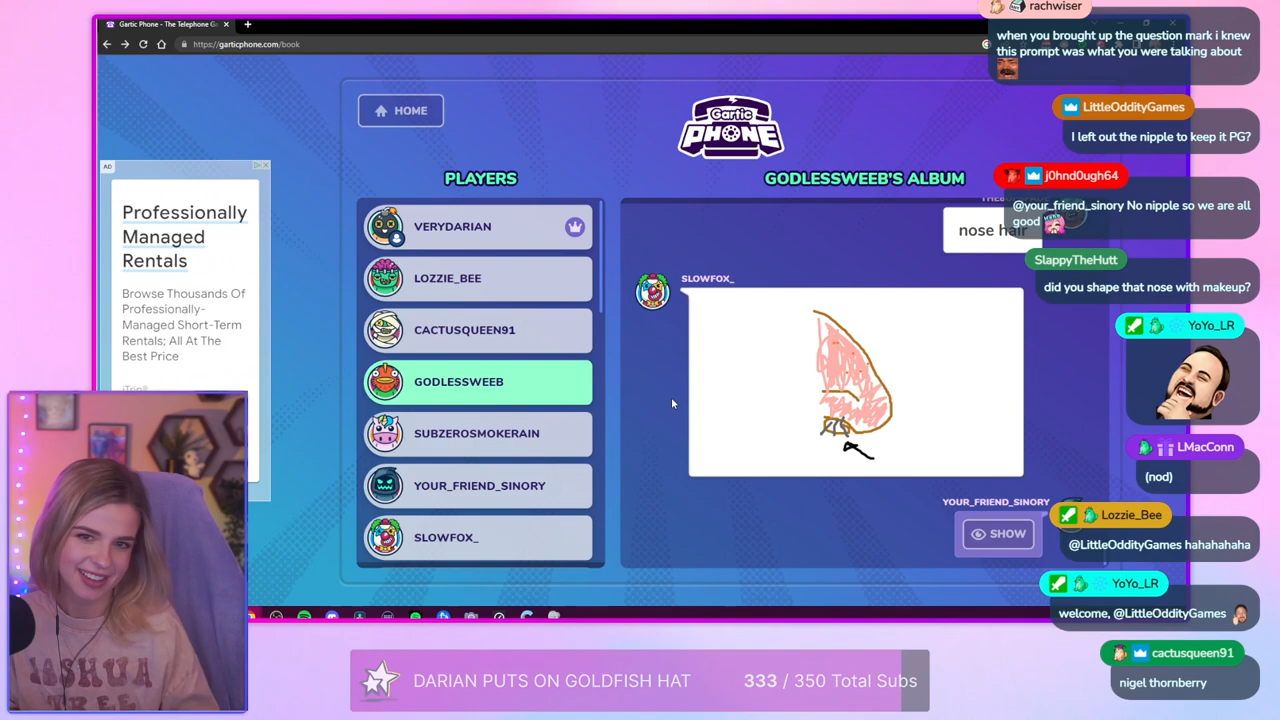 Gartic Phone - The Telephone Ga
https://garticphone.com/book
HOME
Gartic
PHONE
AD
Professionally
Managed
Rentals
Browse Thousands Of
Professionally-
Managed Short-Term
Rentals; All At The
Best Price
PLAYERS
VERYDARIAN
LOZZIE_BEE
CACTUSQUEEN91
GODLESSWEEB
SUBZEROSMOKERAIN
YOUR_FRIEND_SINORY
SLOWFOX_
GODLESSWEEB'S ALBUM
nose hair
SLOWFOX_
YOUR_FRIEND_SINORY
SHOW
rachwiser
when you brought up the question mark i knew
this prompt was what you were talking about
LittleOddityGames
I left out the nipple to keep it PG?
j0hnd0ugh64
@your_friend_sinory No nipple so we are all
good
SlappyTheHutt
did you shape that nose with makeup?
YoYo_LR
LMacConn
(nod)
Lozzie_Bee
@LittleOddityGames hahahahaha
YoYo_LR
welcome, @LittleOddityGames
cactusqueen91
nigel thornberry
JOSHUA
TREE
DARIAN PUTS ON GOLDFISH HAT
333 / 350 Total Subs